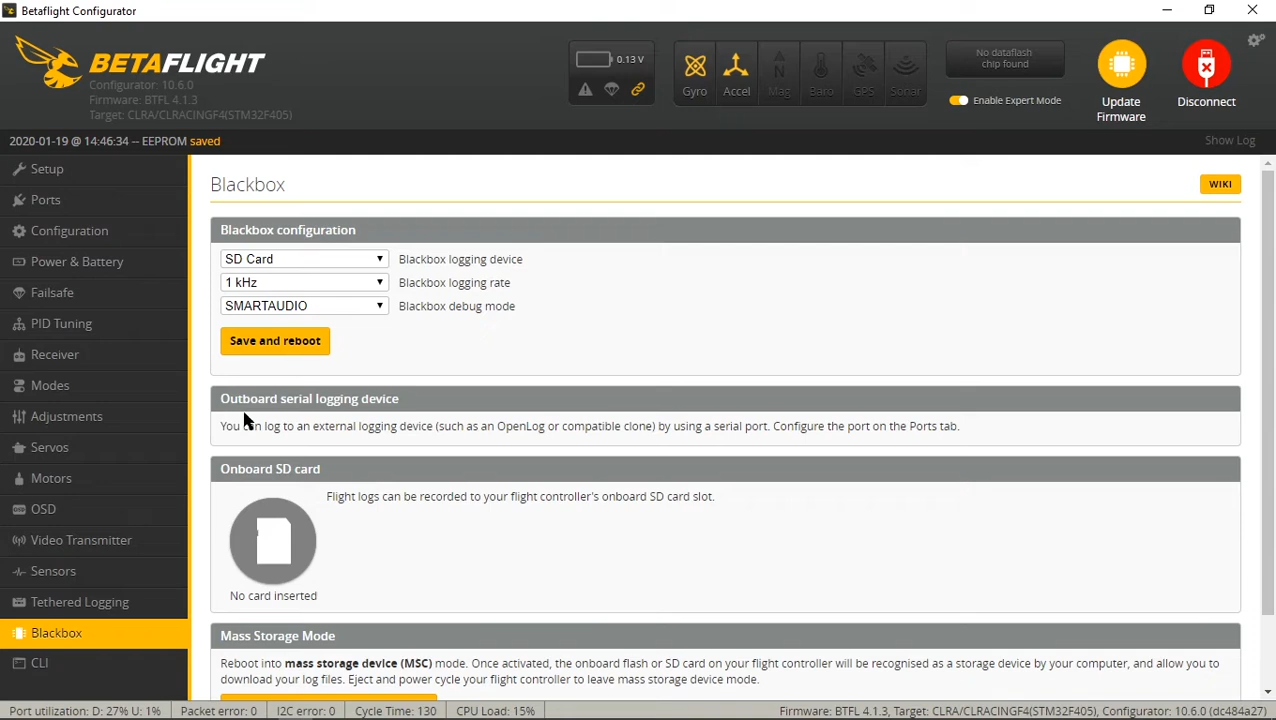 Betaflight Configurator
BETAFLIGHT
Configurator: 10.6.0
Firmware: BTFL 4.1.3
Target: CLRA/CLRACINGF4(STM32F405)
0.13 V
Gyro
Accel
Mag
Baro
GPS
Sonar
No dataflash
chip found
Enable Expert Mode
Update
Firmware
Disconnect
2020-01-19 @ 14:46:34 -- EEPROM saved
Show Log
Setup
Ports
Configuration
Power & Battery
Failsafe
PID Tuning
Receiver
Modes
Adjustments
Servos
Motors
OSD
Video Transmitter
Sensors
Tethered Logging
Blackbox
CLI
Blackbox
WIKI
Blackbox configuration
SD Card Blackbox logging device
1 kHz Blackbox logging rate
SMARTAUDIO Blackbox debug mode
Save and reboot
Outboard serial logging device
You can log to an external logging device (such as an OpenLog or compatible clone) by using a serial port. Configure the port on the Ports tab.
Onboard SD card
Flight logs can be recorded to your flight controller's onboard SD card slot.
No card inserted
Mass Storage Mode
Reboot into mass storage device (MSC) mode. Once activated, the onboard flash or SD card on your flight controller will be recognised as a storage device by your computer, and allow you to
download your log files. Eject and power cycle your flight controller to leave mass storage device mode.
Port utilization: D: 27% U: 1%
Packet error: 0
I2C error: 0
Cycle Time: 130
CPU Load: 15%
Firmware: BTFL 4.1.3, Target: CLRA/CLRACINGF4(STM32F405), Configurator: 10.6.0 (dc484a27)